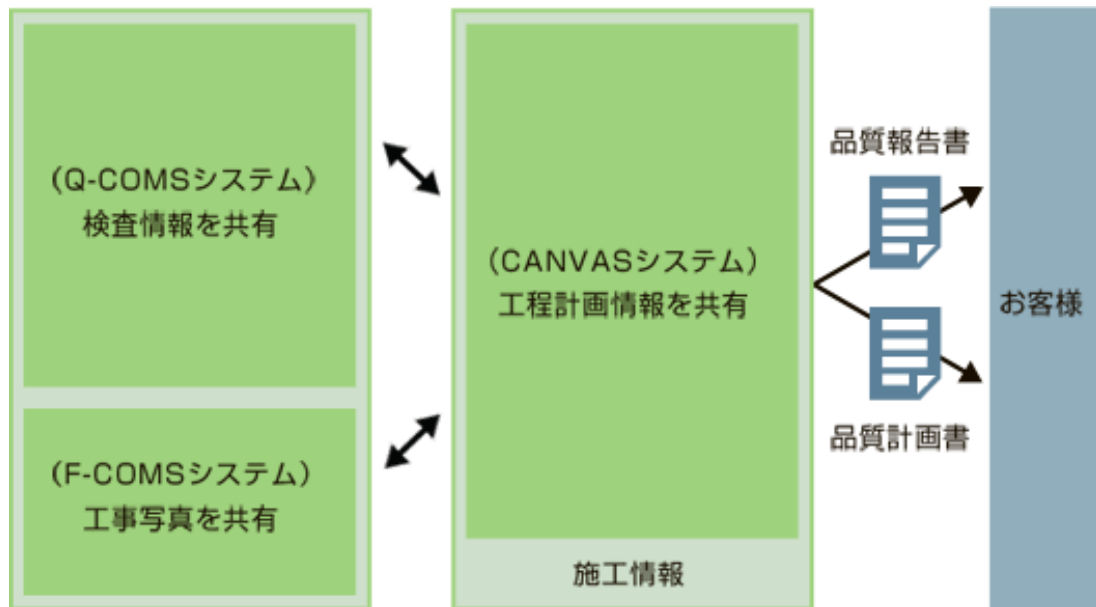 (Q-COMSシステム)
検査情報を共有
(F-COMSシステム)
工事写真を共有
(CANVASシステム)
工程計画情報を共有
施工情報
品質報告書
品質計画書
お客様